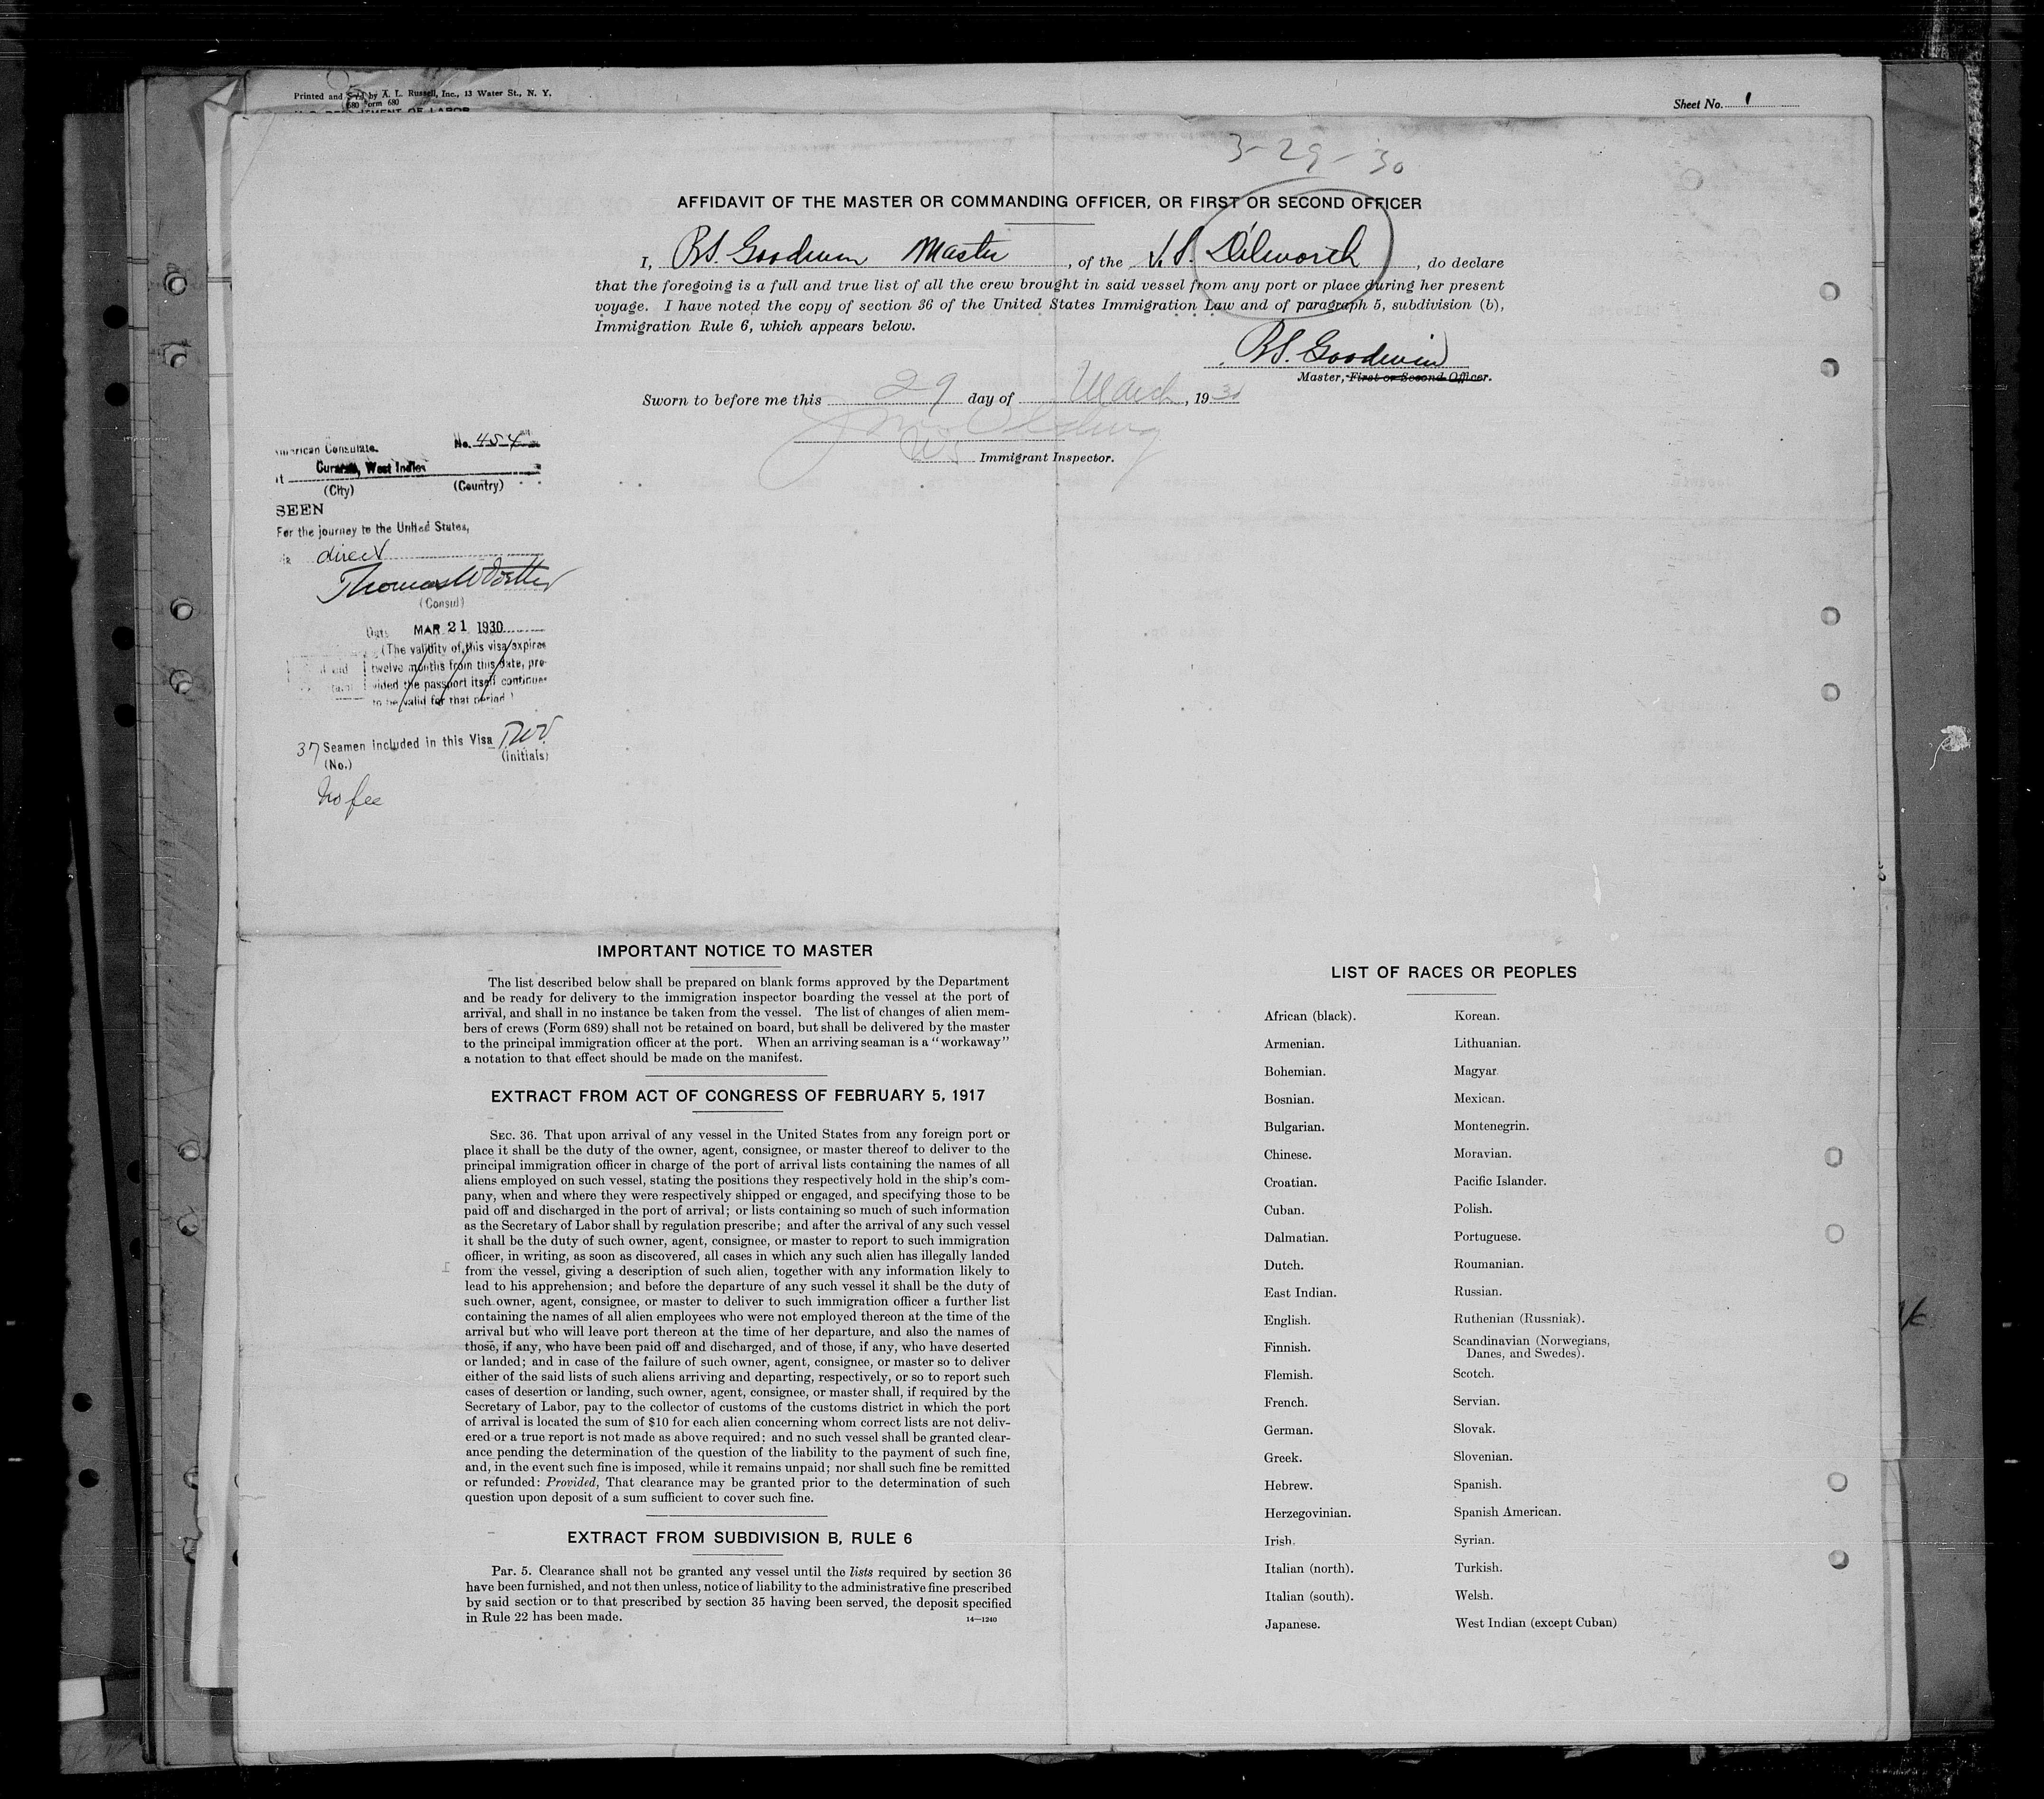 Printed and Sold by A. L. Russell, Inc., 13 Water St., N. Y.
Form 680
Sheet No. 1
3-29-30
AFFIDAVIT OF THE MASTER OR COMMANDING OFFICER, OR FIRST OR SECOND OFFICER
I, R.S. Goodwin Master, of the S. Dilworth, do declare
that the foregoing is a full and true list of all the crew brought in said vessel from any port or place during her present
voyage. I have noted the copy of section 36 of the United States Immigration Law and of paragraph 5, subdivision (b),
Immigration Rule 6, which appears below.
R.S. Goodwin
Master, First or Second Officer.
Sworn to before me this 29 day of March, 1930
Immigrant Inspector.
American Consulate. No. 454
at Curacao, West Indies
(City) (Country)
SEEN
For the journey to the United States,
direct
Thomas W
(Consul)
Date MAR 21 1930
(The validity of this visa expires
twelve months from this date, pro-
vided the passport itself continues
to be valid for that period)
37 Seamen included in this Visa
(No.) (initials)
No fee
IMPORTANT NOTICE TO MASTER
The list described below shall be prepared on blank forms approved by the Department
and be ready for delivery to the immigration inspector boarding the vessel at the port of
arrival, and shall in no instance be taken from the vessel. The list of changes of alien mem-
bers of crews (Form 689) shall not be retained on board, but shall be delivered by the master
to the principal immigration officer at the port. When an arriving seaman is a "workaway"
a notation to that effect should be made on the manifest.
EXTRACT FROM ACT OF CONGRESS OF FEBRUARY 5, 1917
SEC. 36. That upon arrival of any vessel in the United States from any foreign port or
place it shall be the duty of the owner, agent, consignee, or master thereof to deliver to the
principal immigration officer in charge of the port of arrival lists containing the names of all
aliens employed on such vessel, stating the positions they respectively hold in the ship's com-
pany, when and where they were respectively shipped or engaged, and specifying those to be
paid off and discharged in the port of arrival; or lists containing so much of such information
as the Secretary of Labor shall by regulation prescribe; and after the arrival of any such vessel
it shall be the duty of such owner, agent, consignee, or master to report to such immigration
officer, in writing, as soon as discovered, all cases in which any such alien has illegally landed
from the vessel, giving a description of such alien, together with any information likely to
lead to his apprehension; and before the departure of any such vessel it shall be the duty of
such owner, agent, consignee, or master to deliver to such immigration officer a further list
containing the names of all alien employees who were not employed thereon at the time of the
arrival but who will leave port thereon at the time of her departure, and also the names of
those, if any, who have been paid off and discharged, and of those, if any, who have deserted
or landed; and in case of the failure of such owner, agent, consignee, or master so to deliver
either of the said lists of such aliens arriving and departing, respectively, or so to report such
cases of desertion or landing, such owner, agent, consignee, or master shall, if required by the
Secretary of Labor, pay to the collector of customs of the customs district in which the port
of arrival is located the sum of $10 for each alien concerning whom correct lists are not deliv-
ered or a true report is not made as above required; and no such vessel shall be granted clear-
ance pending the determination of the question of the liability to the payment of such fine,
and, in the event such fine is imposed, while it remains unpaid; nor shall such fine be remitted
or refunded: Provided, That clearance may be granted prior to the determination of such
question upon deposit of a sum sufficient to cover such fine.
EXTRACT FROM SUBDIVISION B, RULE 6
Par. 5. Clearance shall not be granted any vessel until the lists required by section 36
have been furnished, and not then unless, notice of liability to the administrative fine prescribed
by said section or to that prescribed by section 35 having been served, the deposit specified
in Rule 22 has been made.
14—1240
LIST OF RACES OR PEOPLES
African (black).
Armenian.
Bohemian.
Bosnian.
Bulgarian.
Chinese.
Croatian.
Cuban.
Dalmatian.
Dutch.
East Indian.
English.
Finnish.
Flemish.
French.
German.
Greek.
Hebrew.
Herzegovinian.
Irish.
Italian (north).
Italian (south).
Japanese.
Korean.
Lithuanian.
Magyar.
Mexican.
Montenegrin.
Moravian.
Pacific Islander.
Polish.
Portuguese.
Roumanian.
Russian.
Ruthenian (Russniak).
Scandinavian (Norwegians,
Danes, and Swedes).
Scotch.
Servian.
Slovak.
Slovenian.
Spanish.
Spanish American.
Syrian.
Turkish.
Welsh.
West Indian (except Cuban)